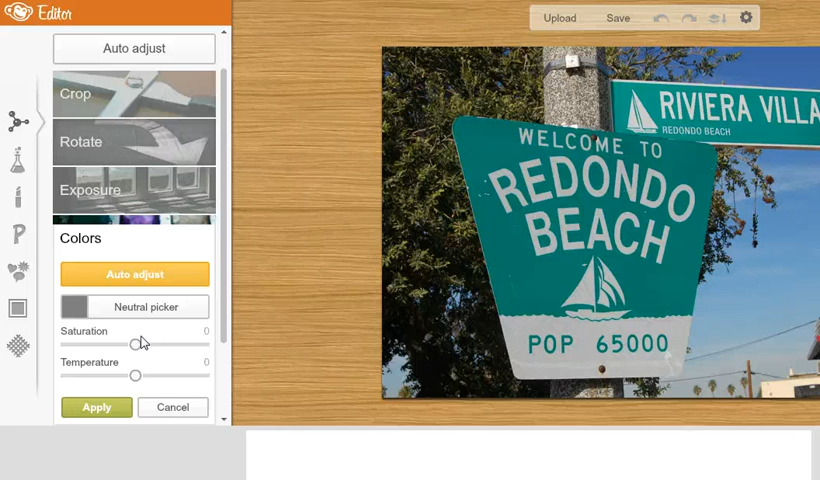 Editor
Upload
Save
Auto adjust
Crop
Rotate
Exposure
Colors
Auto adjust
Neutral picker
Saturation 0
Temperature 0
Apply
Cancel
RIVIERA VILLA
REDONDO BEACH
WELCOME TO
REDONDO
BEACH
POP 65000